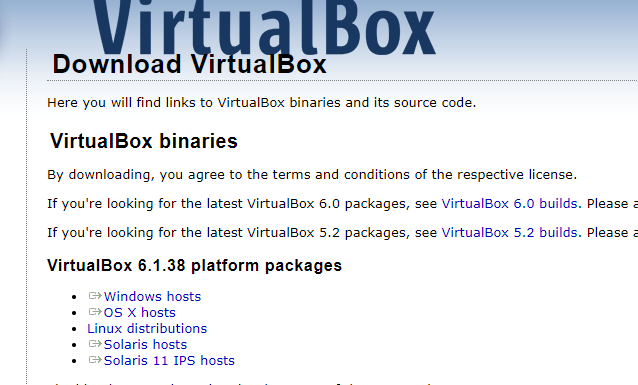 VirtualBox
Download VirtualBox
Here you will find links to VirtualBox binaries and its source code.
VirtualBox binaries
By downloading, you agree to the terms and conditions of the respective license.
If you're looking for the latest VirtualBox 6.0 packages, see VirtualBox 6.0 builds. Please
If you're looking for the latest VirtualBox 5.2 packages, see VirtualBox 5.2 builds. Please
VirtualBox 6.1.38 platform packages
Windows hosts
OS X hosts
Linux distributions
Solaris hosts
Solaris 11 IPS hosts